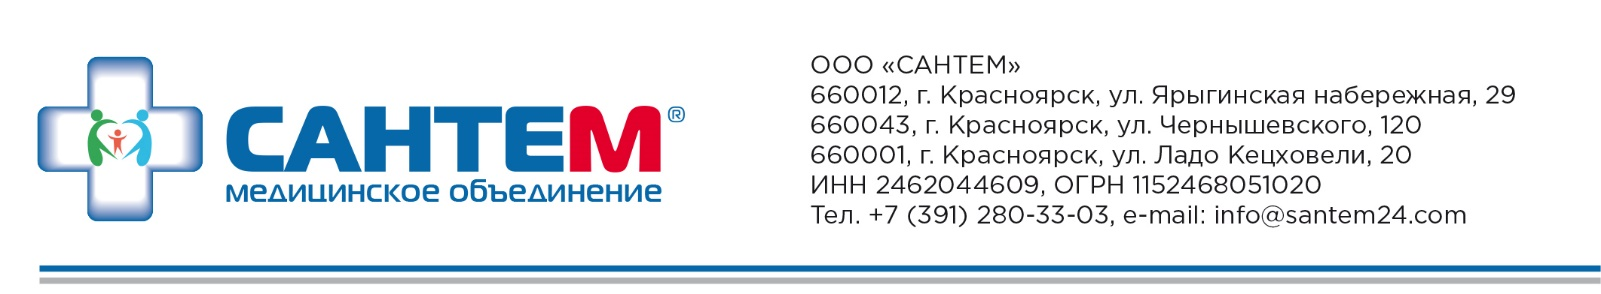 САНТЕМ®
медицинское объединение
ООО «САНТЕМ»
660012, г. Красноярск, ул. Ярыгинская набережная, 29
660043, г. Красноярск, ул. Чернышевского, 120
660001, г. Красноярск, ул. Ладо Кецховели, 20
ИНН 2462044609, ОГРН 1152468051020
Тел. +7 (391) 280-33-03, e-mail: info@santem24.com